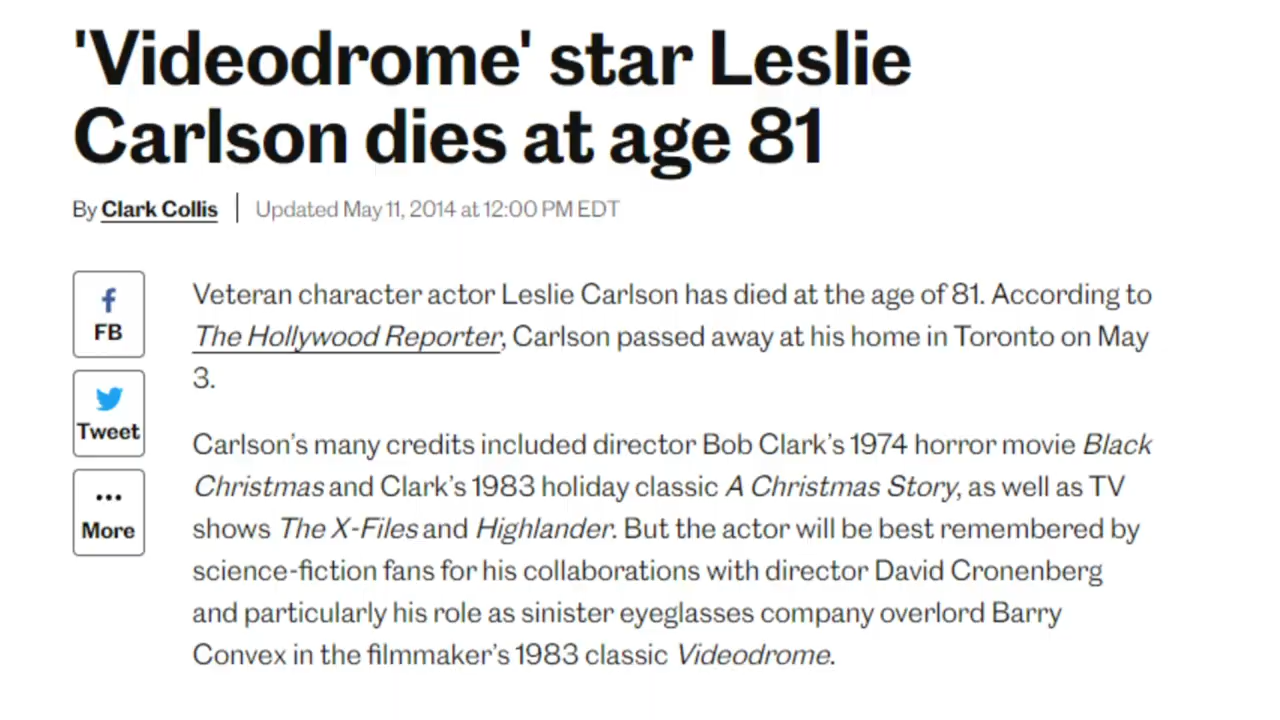 'Videodrome' star Leslie
Carlson dies at age 81
By Clark Collis | Updated May 11, 2014 at 12:00 PM EDT
FB
Tweet
More
Veteran character actor Leslie Carlson has died at the age of 81. According to
The Hollywood Reporter, Carlson passed away at his home in Toronto on May
3.
Carlson's many credits included director Bob Clark's 1974 horror movie Black
Christmas and Clark's 1983 holiday classic A Christmas Story, as well as TV
shows The X-Files and Highlander. But the actor will be best remembered by
science-fiction fans for his collaborations with director David Cronenberg
and particularly his role as sinister eyeglasses company overlord Barry
Convex in the filmmaker's 1983 classic Videodrome.